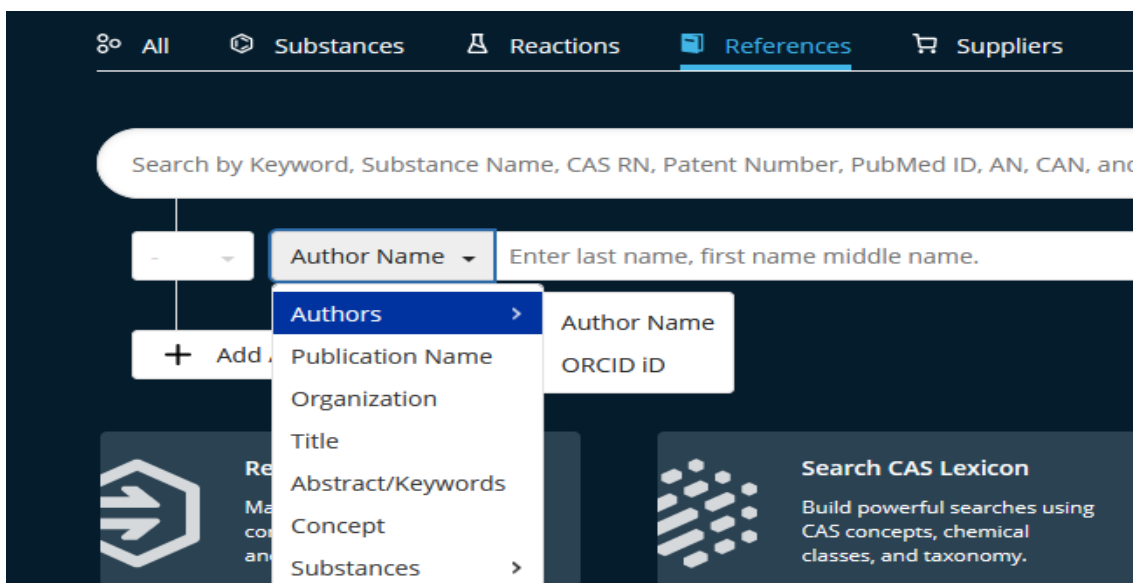 All Substances Reactions References Suppliers
Search by Keyword, Substance Name, CAS RN, Patent Number, PubMed ID, AN, CAN, and
- Author Name Enter last name, first name middle name.
Authors
Author Name
ORCID iD
Publication Name
Organization
Title
Abstract/Keywords
Concept
Substances
Add
Search CAS Lexicon
Build powerful searches using
CAS concepts, chemical
classes, and taxonomy.